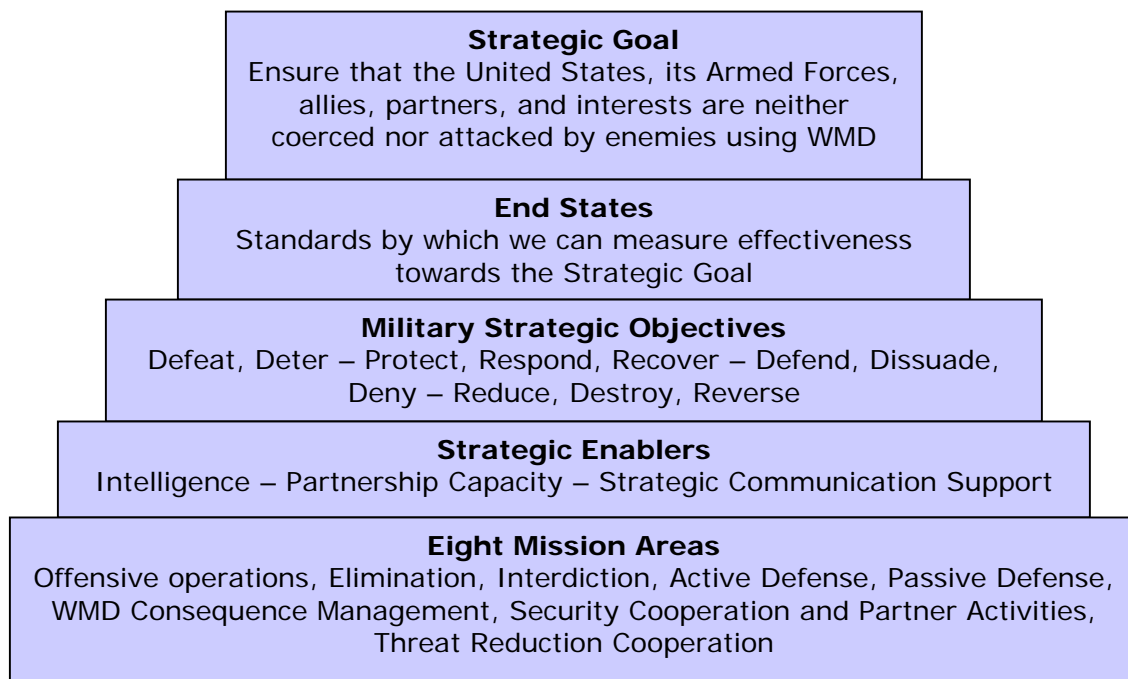 Strategic Goal
Ensure that the United States, its Armed Forces,
allies, partners, and interests are neither
coerced nor attacked by enemies using WMD
End States
Standards by which we can measure effectiveness
towards the Strategic Goal
Military Strategic Objectives
Defeat, Deter – Protect, Respond, Recover – Defend, Dissuade,
Deny – Reduce, Destroy, Reverse
Strategic Enablers
Intelligence – Partnership Capacity – Strategic Communication Support
Eight Mission Areas
Offensive operations, Elimination, Interdiction, Active Defense, Passive Defense,
WMD Consequence Management, Security Cooperation and Partner Activities,
Threat Reduction Cooperation